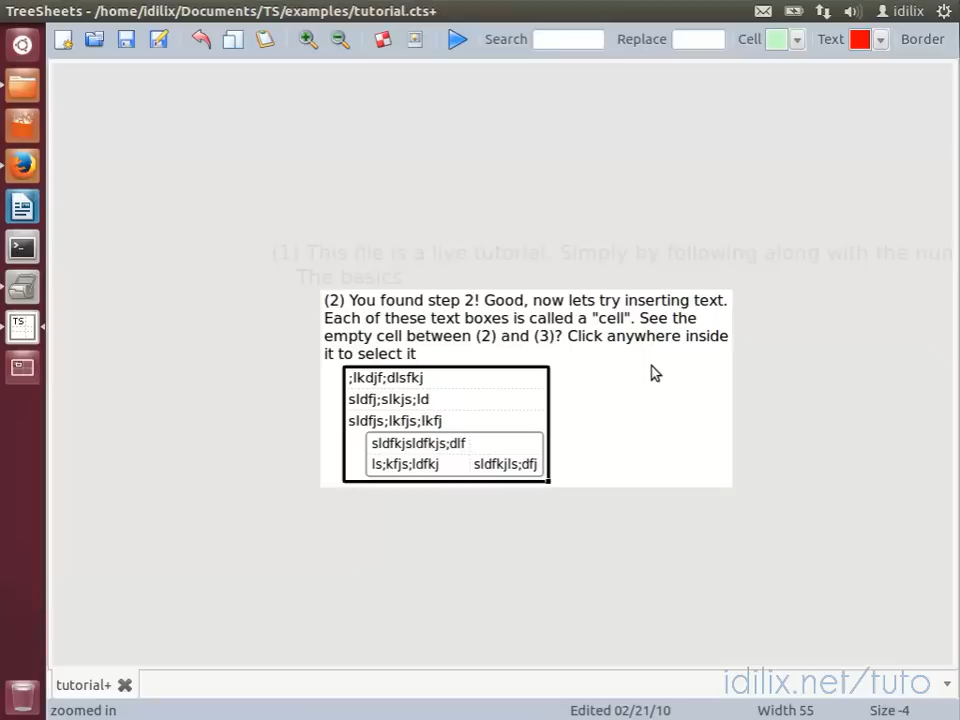 TreeSheets - /home/idilix/Documents/TS/examples/tutorial.cts+
idilix
Search
Replace
Cell
Text
Border
(1) This file is a live tutorial. Simply by following along with the num
The basics
(2) You found step 2! Good, now lets try inserting text.
Each of these text boxes is called a "cell". See the
empty cell between (2) and (3)? Click anywhere inside
it to select it
;lkdjf;dlsfkj
sldfj;slkjs;ld
sldfjs;lkfjs;lkfj
sldfkjsldfkjs;dlf
ls;kfjs;ldfkj sldfkjls;dfj
TS
tutorial+
idilix.net/tuto
zoomed in
Edited 02/21/10
Width 55
Size -4